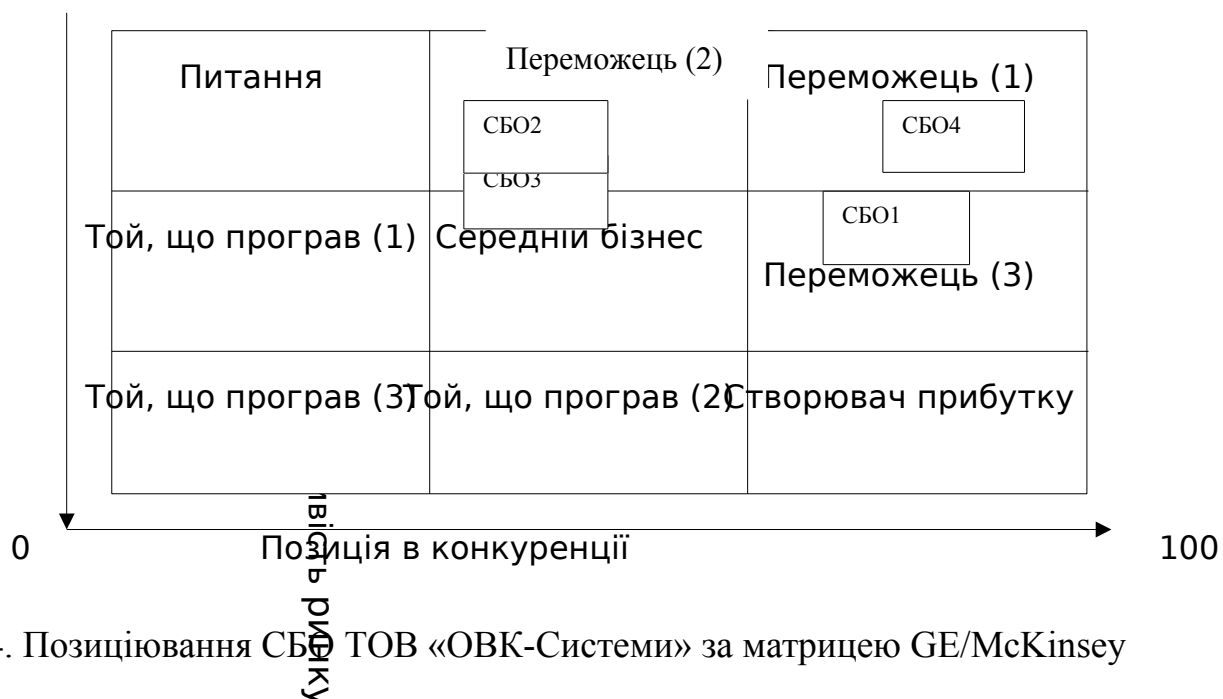 Питання
Переможець (2)
Переможець (1)
СБО2
СБО4
СБО3
СБО1
Той, що програв (1)
Середній бізнес
Переможець (3)
Той, що програв (3)
Той, що програв (2)
Створювач прибутку
0
Позиція в конкуренції
100
ринку
. Позиціювання СБО ТОВ «ОВК-Системи» за матрицею GE/McKinsey